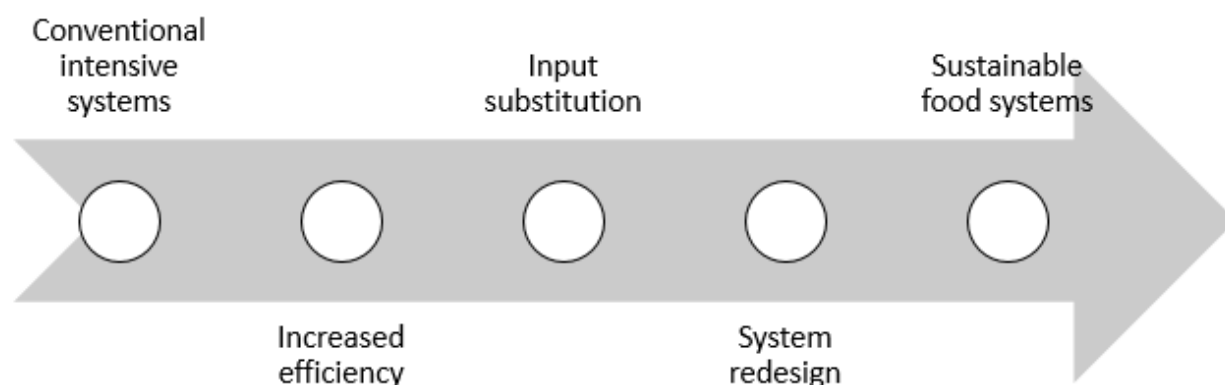 Conventional
intensive
systems
Increased
efficiency
Input
substitution
System
redesign
Sustainable
food systems